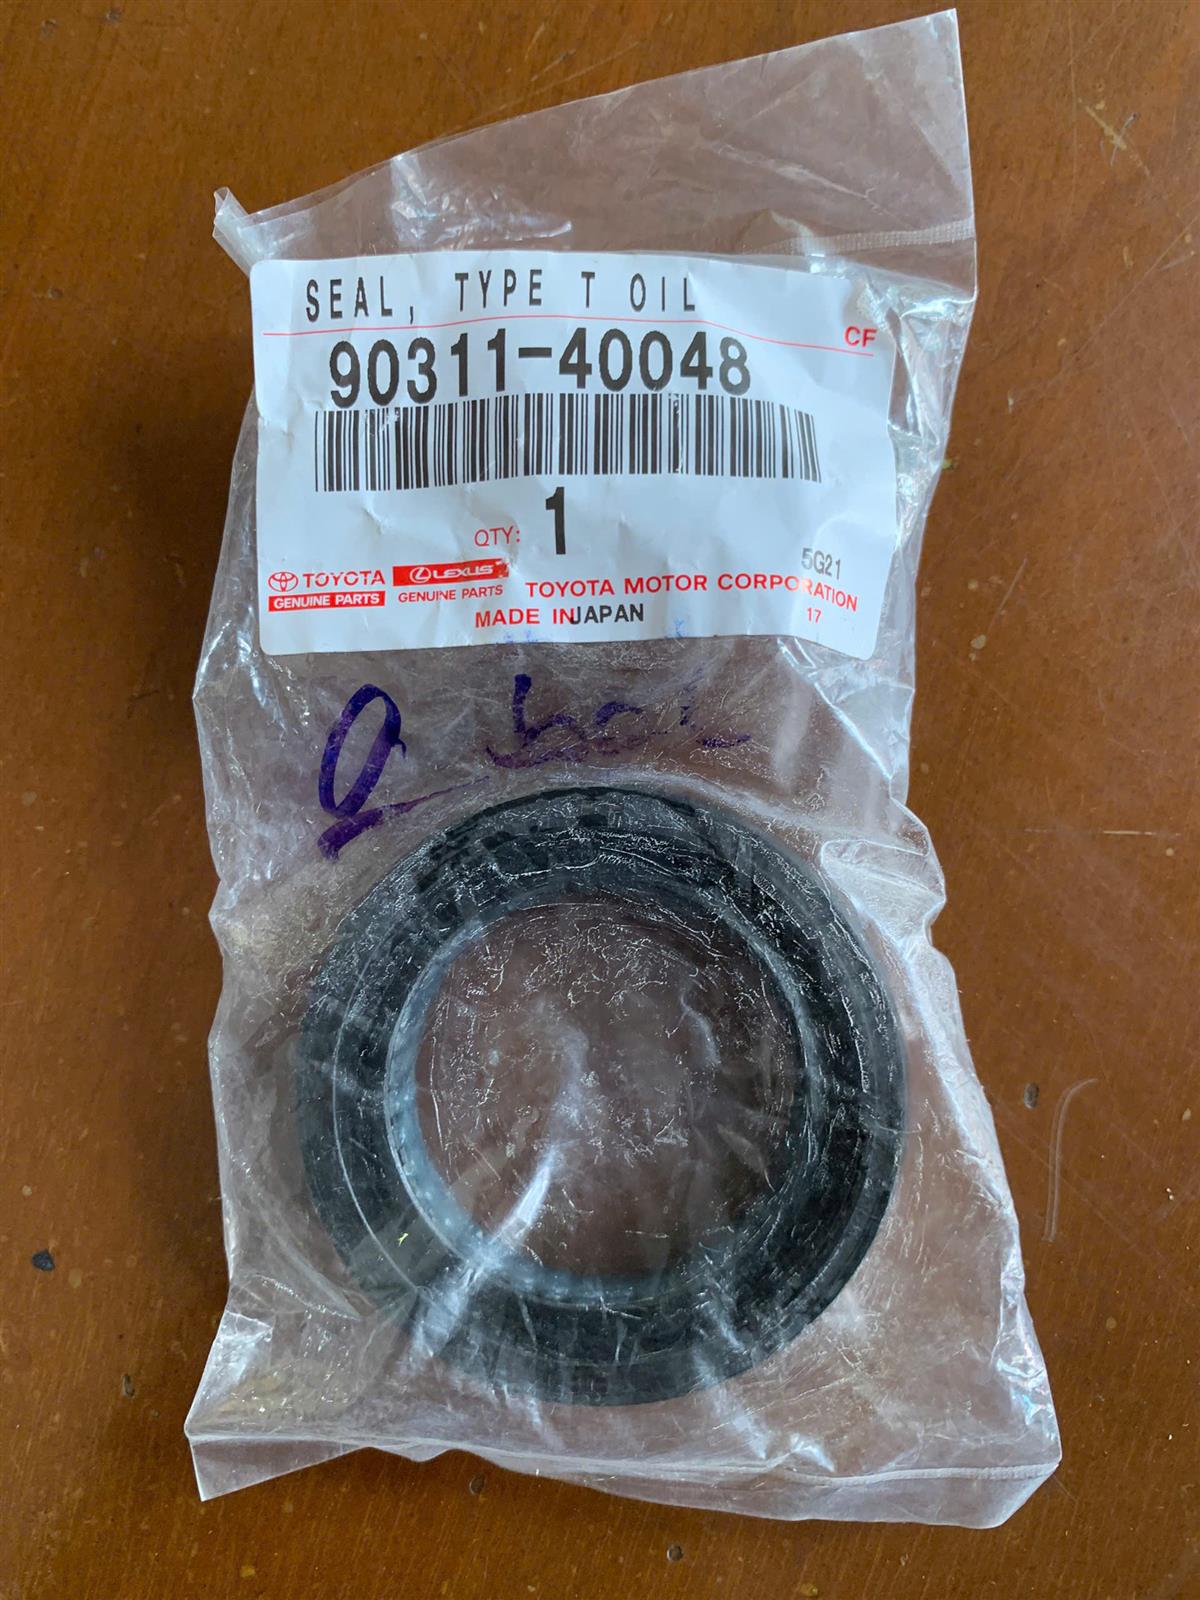 SEAL, TYPE T OIL
CF
90311-40048
QTY: 1
5G21
TOYOTA LEXUS
GENUINE PARTS GENUINE PARTS TOYOTA MOTOR CORPORATION
MADE IN JAPAN 17